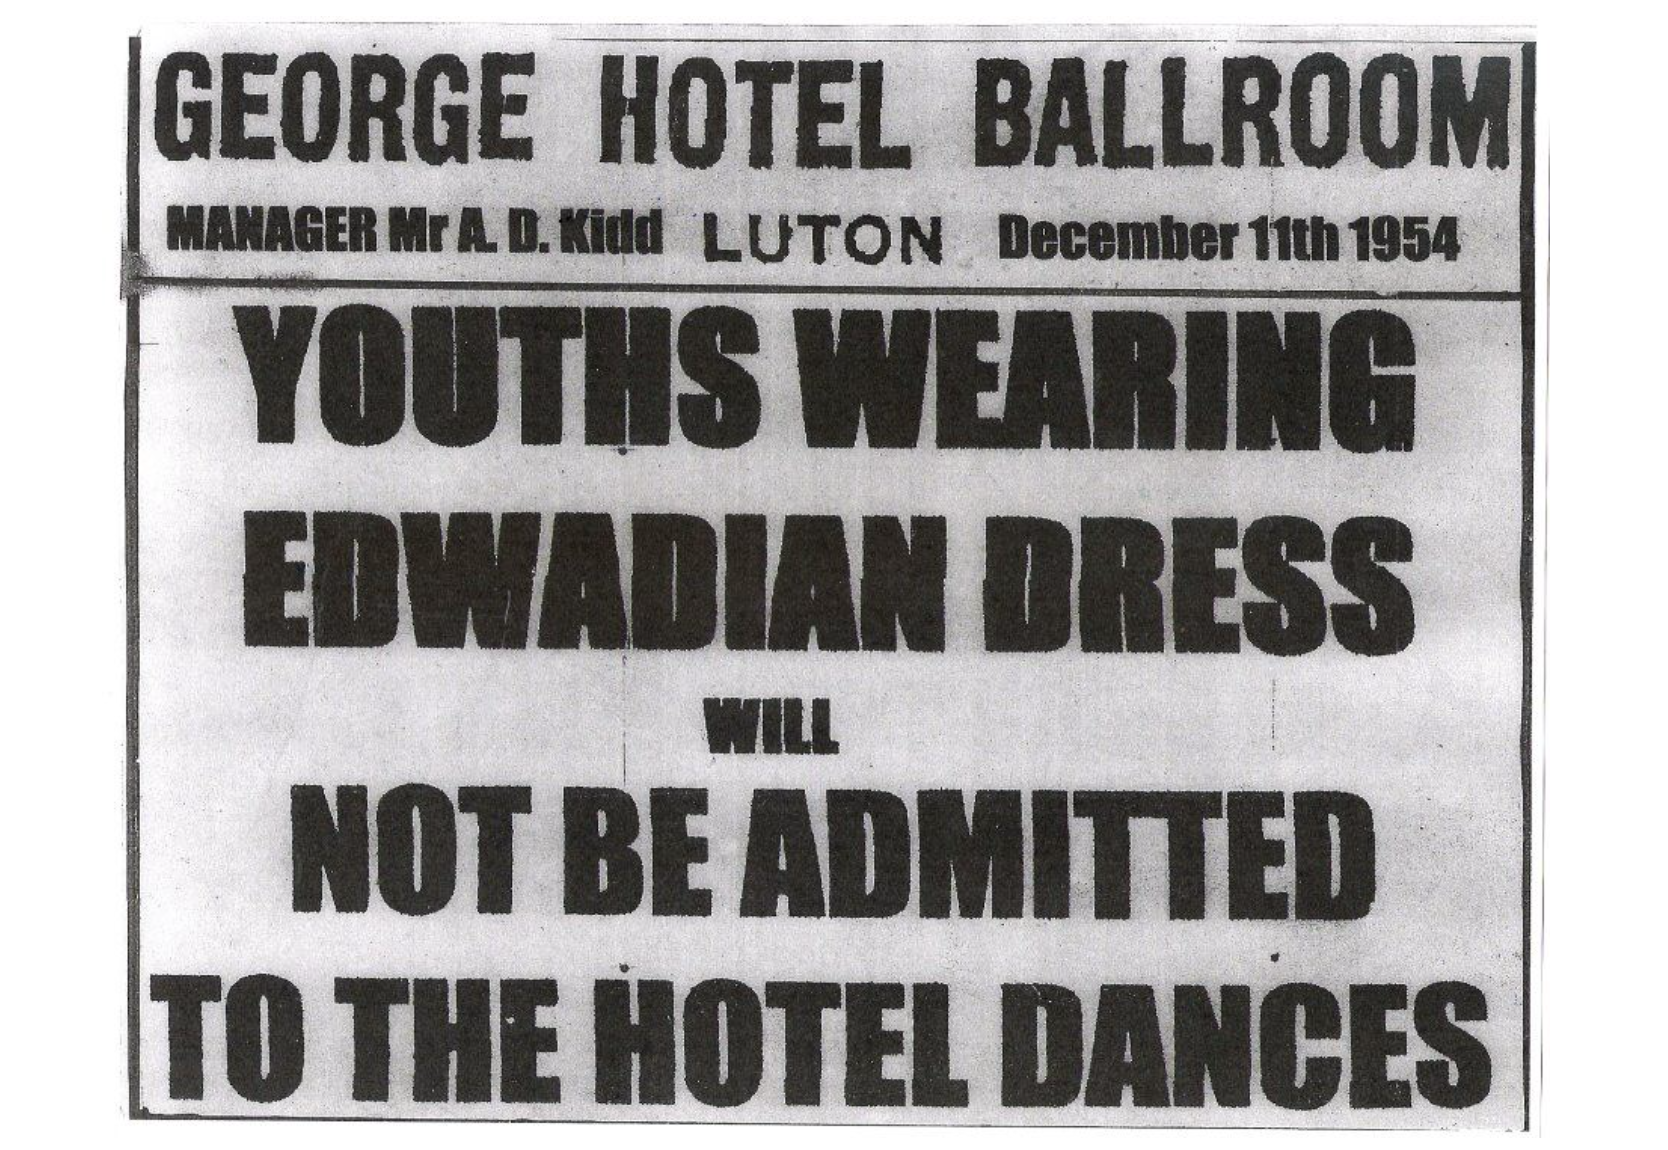 GEORGE HOTEL BALLROOM
MANAGER Mr A. D. Kidd LUTON December 11th 1954
YOUTHS WEARING
EDWADIAN DRESS
WILL
NOT BE ADMITTED
TO THE HOTEL DANCES